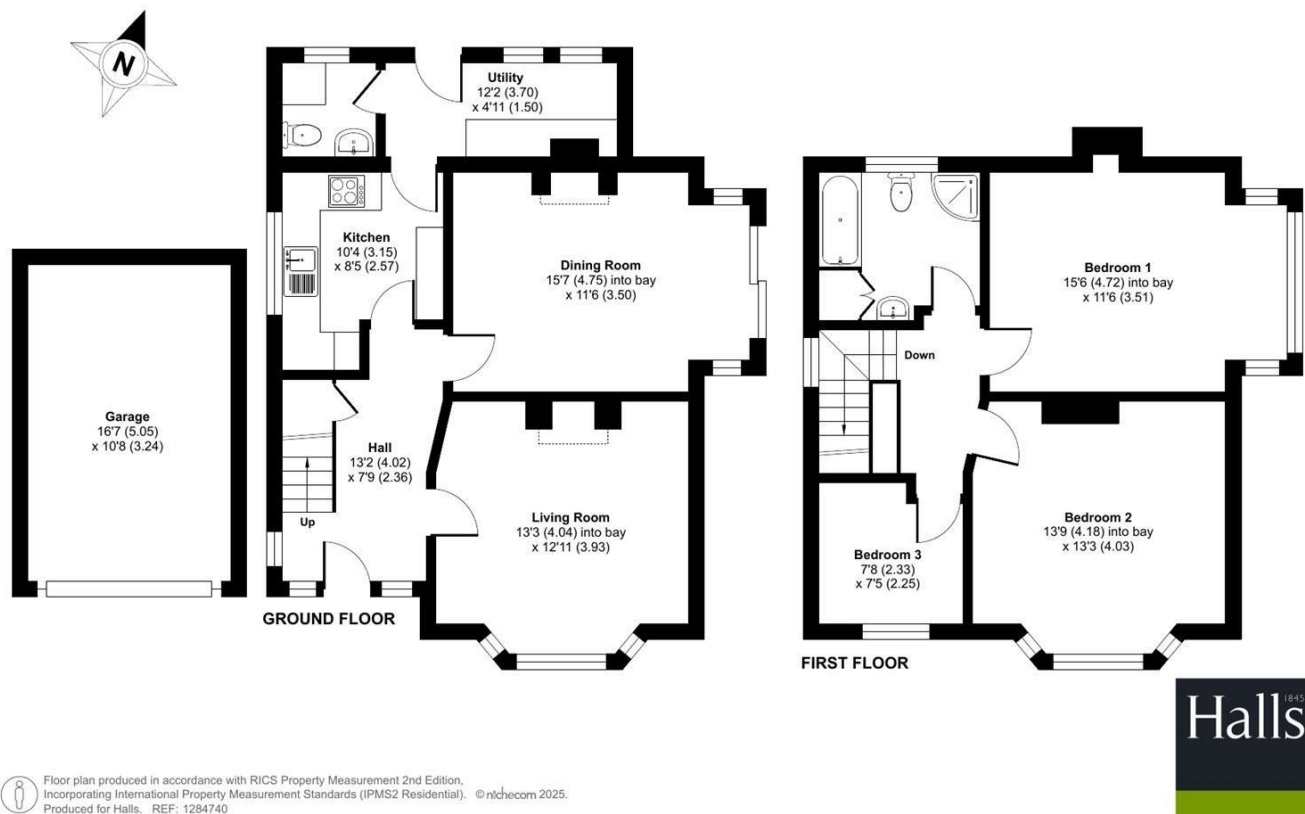 N
Utility
12'2 (3.70)
x 4'11 (1.50)
Kitchen
10'4 (3.15)
x 8'5 (2.57)
Dining Room
15'7 (4.75) into bay
x 11'6 (3.50)
Bedroom 1
15'6 (4.72) into bay
x 11'6 (3.51)
Down
Garage
16'7 (5.05)
x 10'8 (3.24)
Hall
13'2 (4.02)
x 7'9 (2.36)
Up
Living Room
13'3 (4.04) into bay
x 12'11 (3.93)
Bedroom 2
13'9 (4.18) into bay
x 13'3 (4.03)
Bedroom 3
7'8 (2.33)
x 7'5 (2.25)
GROUND FLOOR
FIRST FLOOR
Halls
1845
Floor plan produced in accordance with RICS Property Measurement 2nd Edition,
Incorporating International Property Measurement Standards (IPMS2 Residential). © nichecom 2025.
Produced for Halls. REF: 1284740